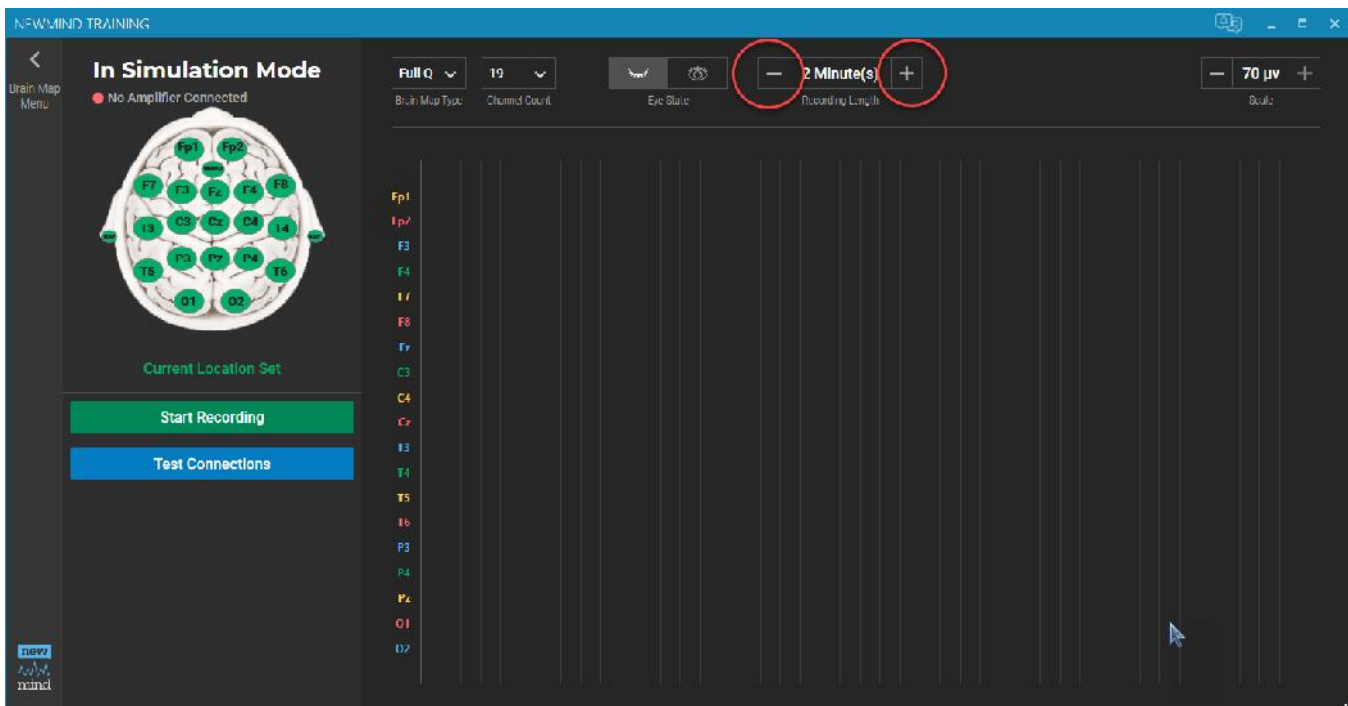 NEWMIND TRAINING
Brain Map
Menu
In Simulation Mode
No Amplifier Connected
Full Q
19
2 Minute(s)
70 μv
Brain Map Type
Channel Count
Eye State
Recording Length
Scale
Fp1 Fp2
F7 F3 Fz F4 F8
T3 C3 Cz C4 T4
T5 P3 Pz P4 T6
O1 O2
Current Location Set
Start Recording
Test Connections
Fp1
Fp2
F3
F4
F7
F8
Fz
C3
C4
Cz
T3
T4
T5
T6
P3
P4
Pz
O1
O2
new
mind